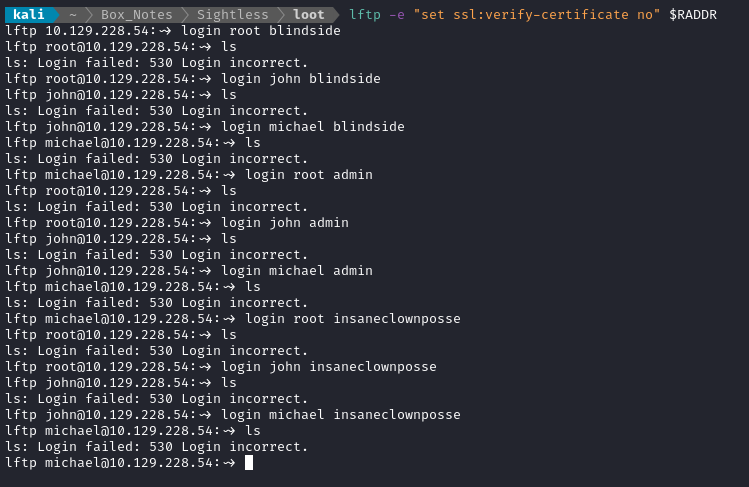 kali ~ Box_Notes Sightless loot lftp -e "set ssl:verify-certificate no" $RADDR
lftp 10.129.228.54:~> login root blindside
lftp root@10.129.228.54:~> ls
ls: Login failed: 530 Login incorrect.
lftp root@10.129.228.54:~> login john blindside
lftp john@10.129.228.54:~> ls
ls: Login failed: 530 Login incorrect.
lftp john@10.129.228.54:~> login michael blindside
lftp michael@10.129.228.54:~> ls
ls: Login failed: 530 Login incorrect.
lftp michael@10.129.228.54:~> login root admin
lftp root@10.129.228.54:~> ls
ls: Login failed: 530 Login incorrect.
lftp root@10.129.228.54:~> login john admin
lftp john@10.129.228.54:~> ls
ls: Login failed: 530 Login incorrect.
lftp john@10.129.228.54:~> login michael admin
lftp michael@10.129.228.54:~> ls
ls: Login failed: 530 Login incorrect.
lftp michael@10.129.228.54:~> login root insaneclownposse
lftp root@10.129.228.54:~> ls
ls: Login failed: 530 Login incorrect.
lftp root@10.129.228.54:~> login john insaneclownposse
lftp john@10.129.228.54:~> ls
ls: Login failed: 530 Login incorrect.
lftp john@10.129.228.54:~> login michael insaneclownposse
lftp michael@10.129.228.54:~> ls
ls: Login failed: 530 Login incorrect.
lftp michael@10.129.228.54:~>